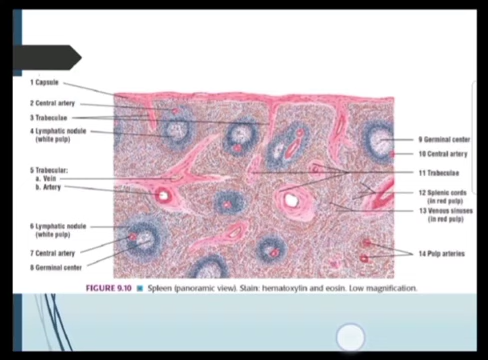 1 Capsule
2 Central artery
3 Trabeculae
4 Lymphatic nodule
(white pulp)
5 Trabecular:
a. Vein
b. Artery
6 Lymphatic nodule
(white pulp)
7 Central artery
8 Germinal center
9 Germinal center
10 Central artery
11 Trabeculae
12 Splenic cords
(in red pulp)
13 Venous sinuses
(in red pulp)
14 Pulp arteries
FIGURE 9.10 ■ Spleen (panoramic view). Stain: hematoxylin and eosin. Low magnification.